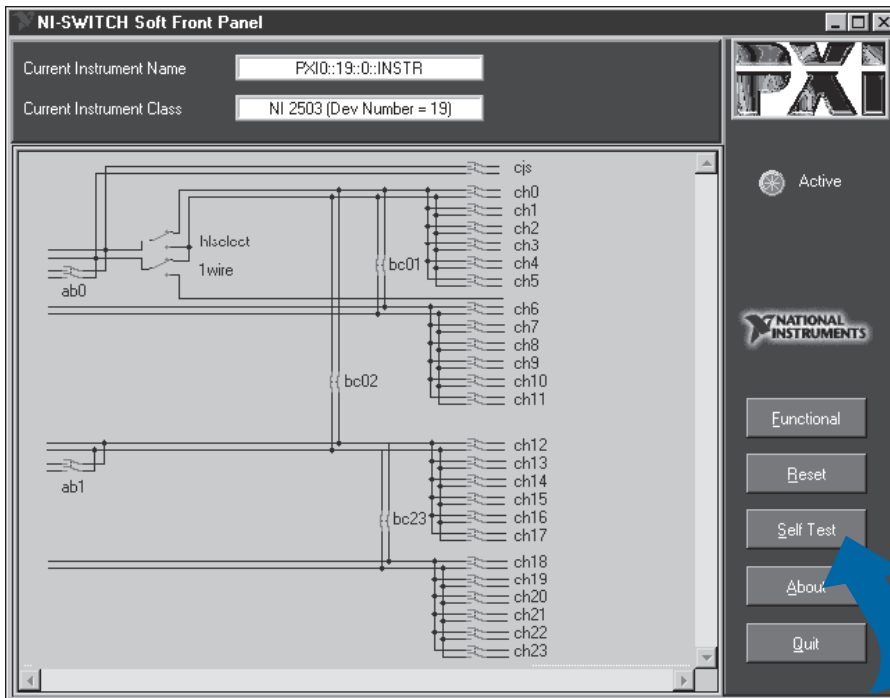 NI-SWITCH Soft Front Panel
Current Instrument Name
PXI0::19::0::INSTR
Current Instrument Class
NI 2503 (Dev Number = 19)
PXI
Active
cjs
ch0
ch1
ch2
ch3
ch4
ch5
hlselect
1wire
ab0
bc01
ch6
ch7
ch8
ch9
ch10
ch11
bc02
ch12
ch13
ch14
ch15
ch16
ch17
ab1
bc23
ch18
ch19
ch20
ch21
ch22
ch23
NATIONAL
INSTRUMENTS
Functional
Reset
Self Test
About
Quit